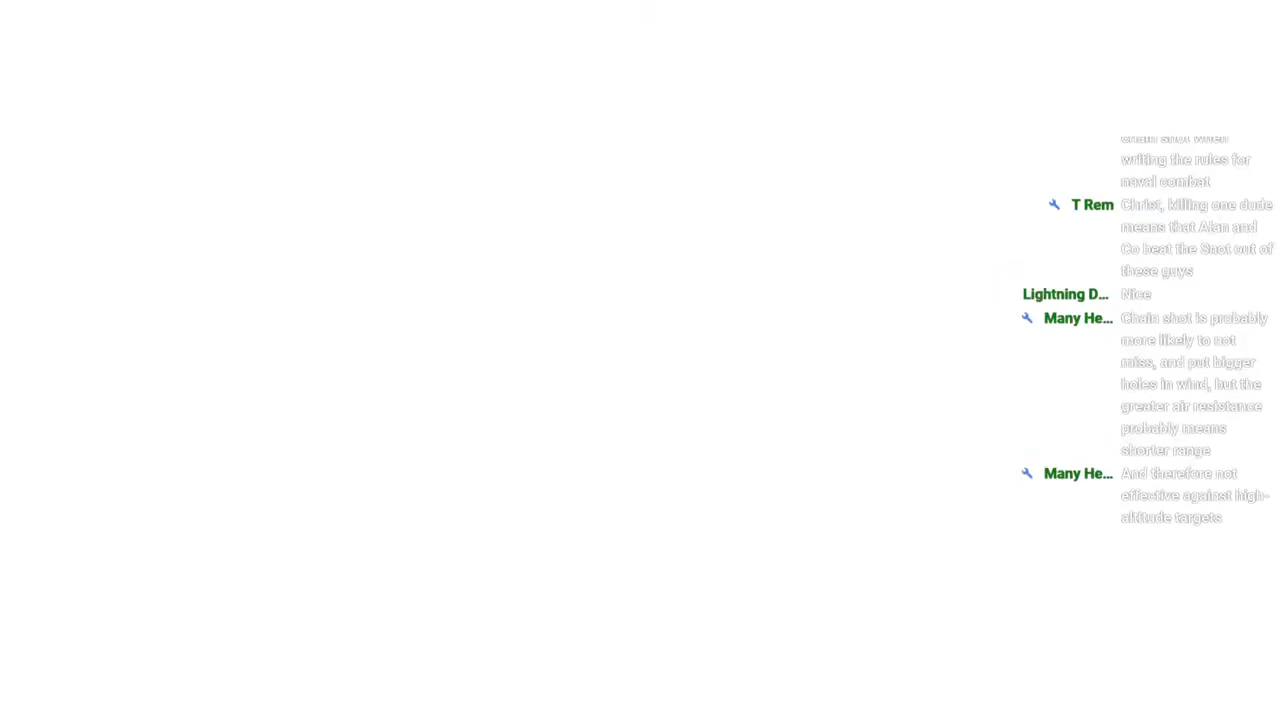 chain shot when
writing the rules for
naval combat
T Rem Christ, killing one dude
means that Alan and
Co beat the Snot out of
these guys
Lightning D... Nice
Many He... Chain shot is probably
more likely to not
miss, and put bigger
holes in wind, but the
greater air resistance
probably means
shorter range
Many He... And therefore not
effective against high-
altitude targets